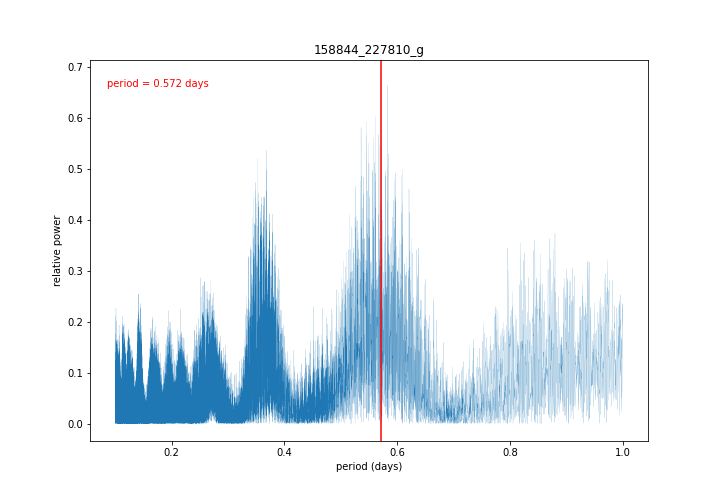 158844_227810_g
period = 0.572 days
0.7
0.6
0.5
0.4
0.3
0.2
0.1
0.0
relative power
0.2 0.4 0.6 0.8 1.0
period (days)